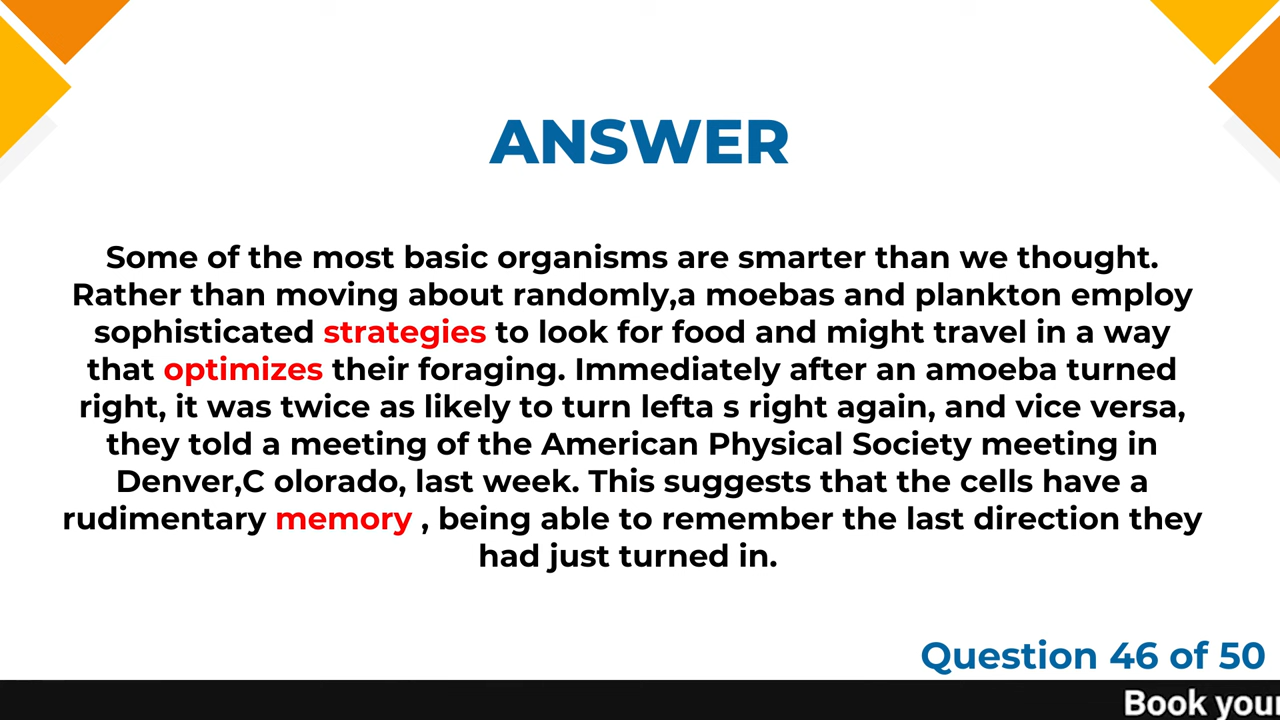 ANSWER
Some of the most basic organisms are smarter than we thought.
Rather than moving about randomly,a moebas and plankton employ
sophisticated strategies to look for food and might travel in a way
that optimizes their foraging. Immediately after an amoeba turned
right, it was twice as likely to turn lefta s right again, and vice versa,
they told a meeting of the American Physical Society meeting in
Denver,C olorado, last week. This suggests that the cells have a
rudimentary memory , being able to remember the last direction they
had just turned in.
Question 46 of 50
Book your